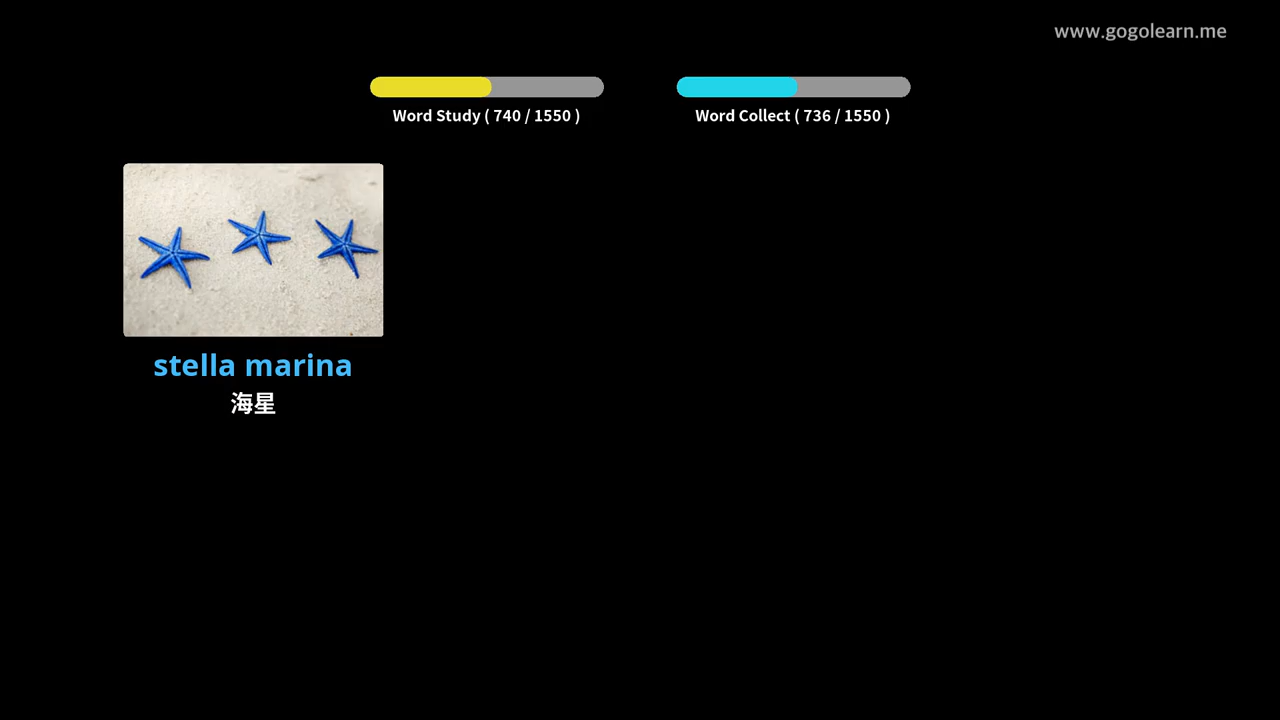 www.gogolearn.me
Word Study ( 740 / 1550 )
Word Collect ( 736 / 1550 )
stella marina
海星